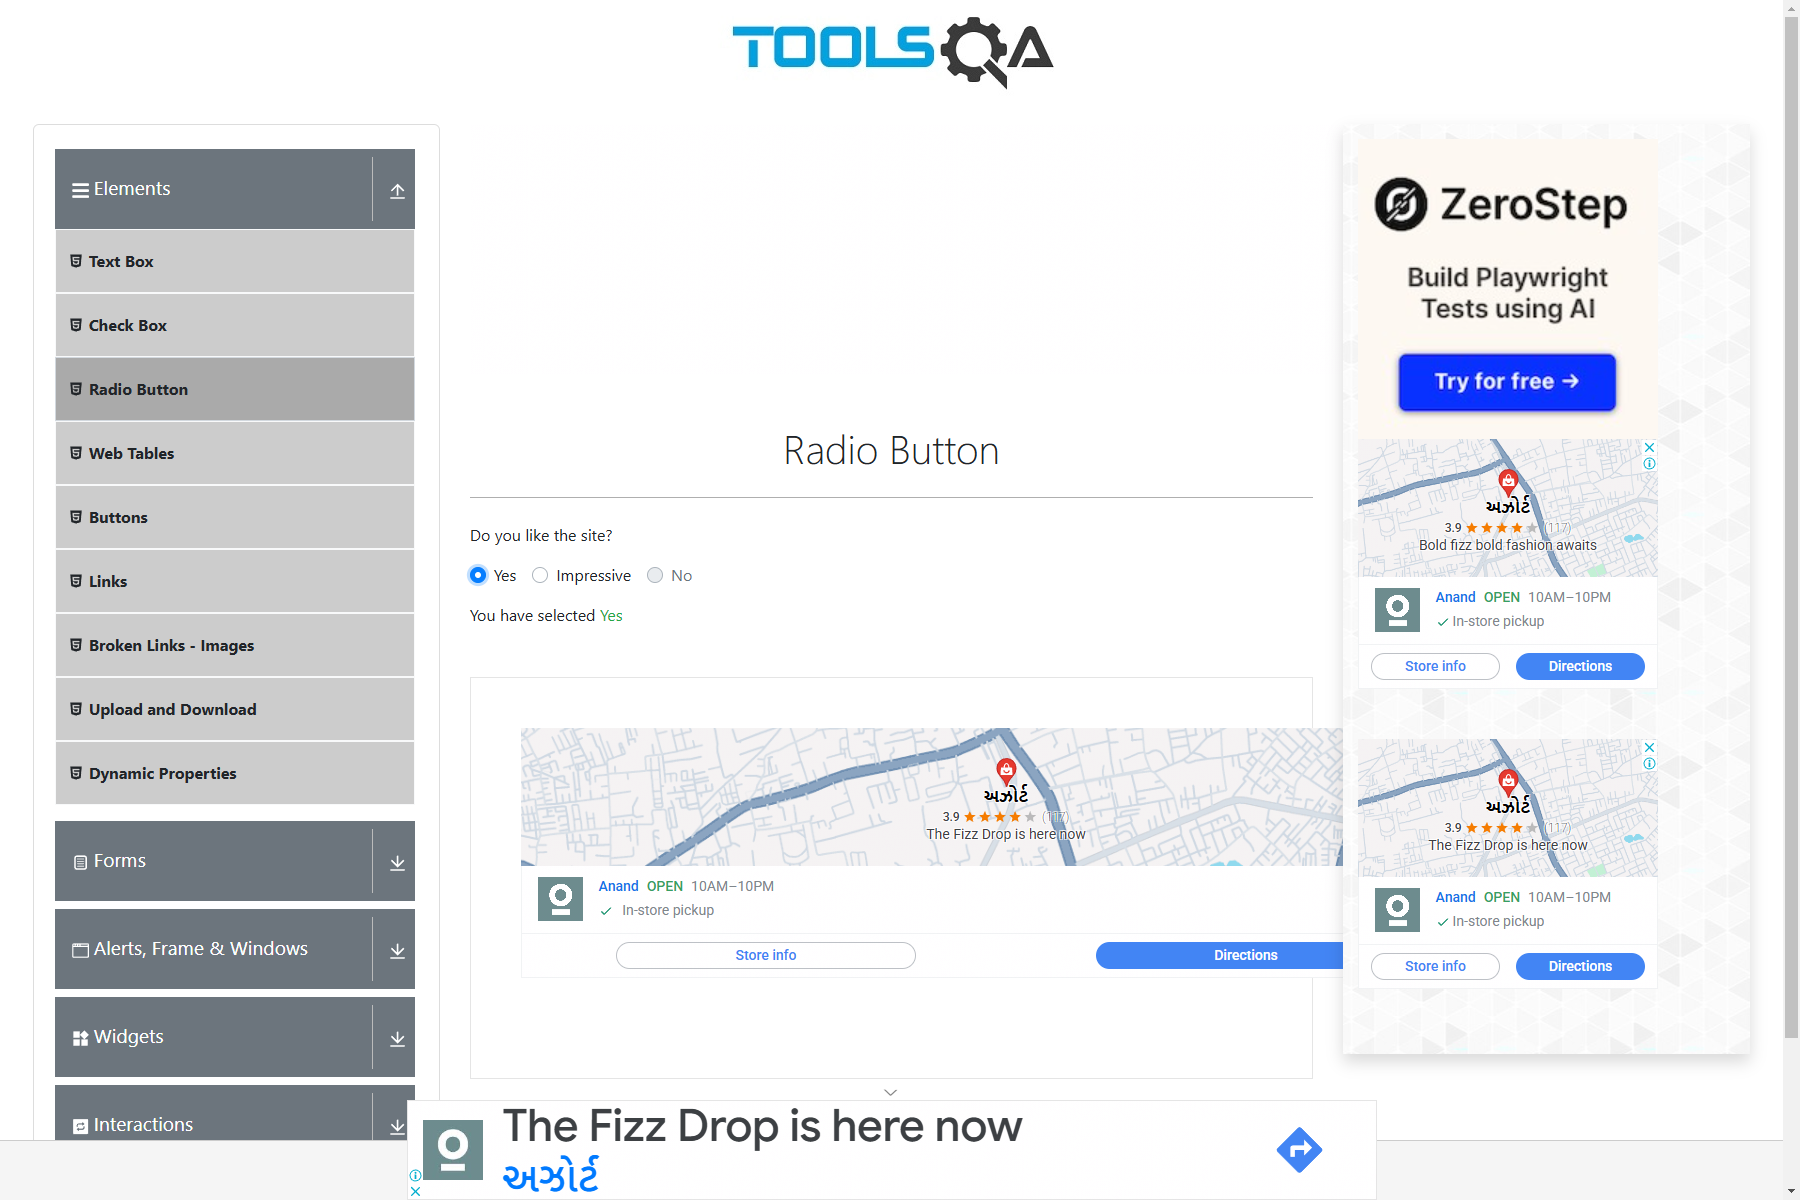 TOOLSQA
Elements
Text Box
Check Box
Radio Button
Web Tables
Buttons
Links
Broken Links - Images
Upload and Download
Dynamic Properties
Forms
Alerts, Frame & Windows
Widgets
Interactions
Radio Button
Do you like the site?
Yes
Impressive
No
You have selected Yes
અઝોર્ટ
3.9 (117)
The Fizz Drop is here now
Anand OPEN 10AM–10PM
In-store pickup
Store info
Directions
ZeroStep
Build Playwright
Tests using AI
Try for free →
અઝોર્ટ
3.9 (117)
Bold fizz bold fashion awaits
Anand OPEN 10AM–10PM
In-store pickup
Store info
Directions
અઝોર્ટ
3.9 (117)
The Fizz Drop is here now
Anand OPEN 10AM–10PM
In-store pickup
Store info
Directions
The Fizz Drop is here now
અઝોર્ટ